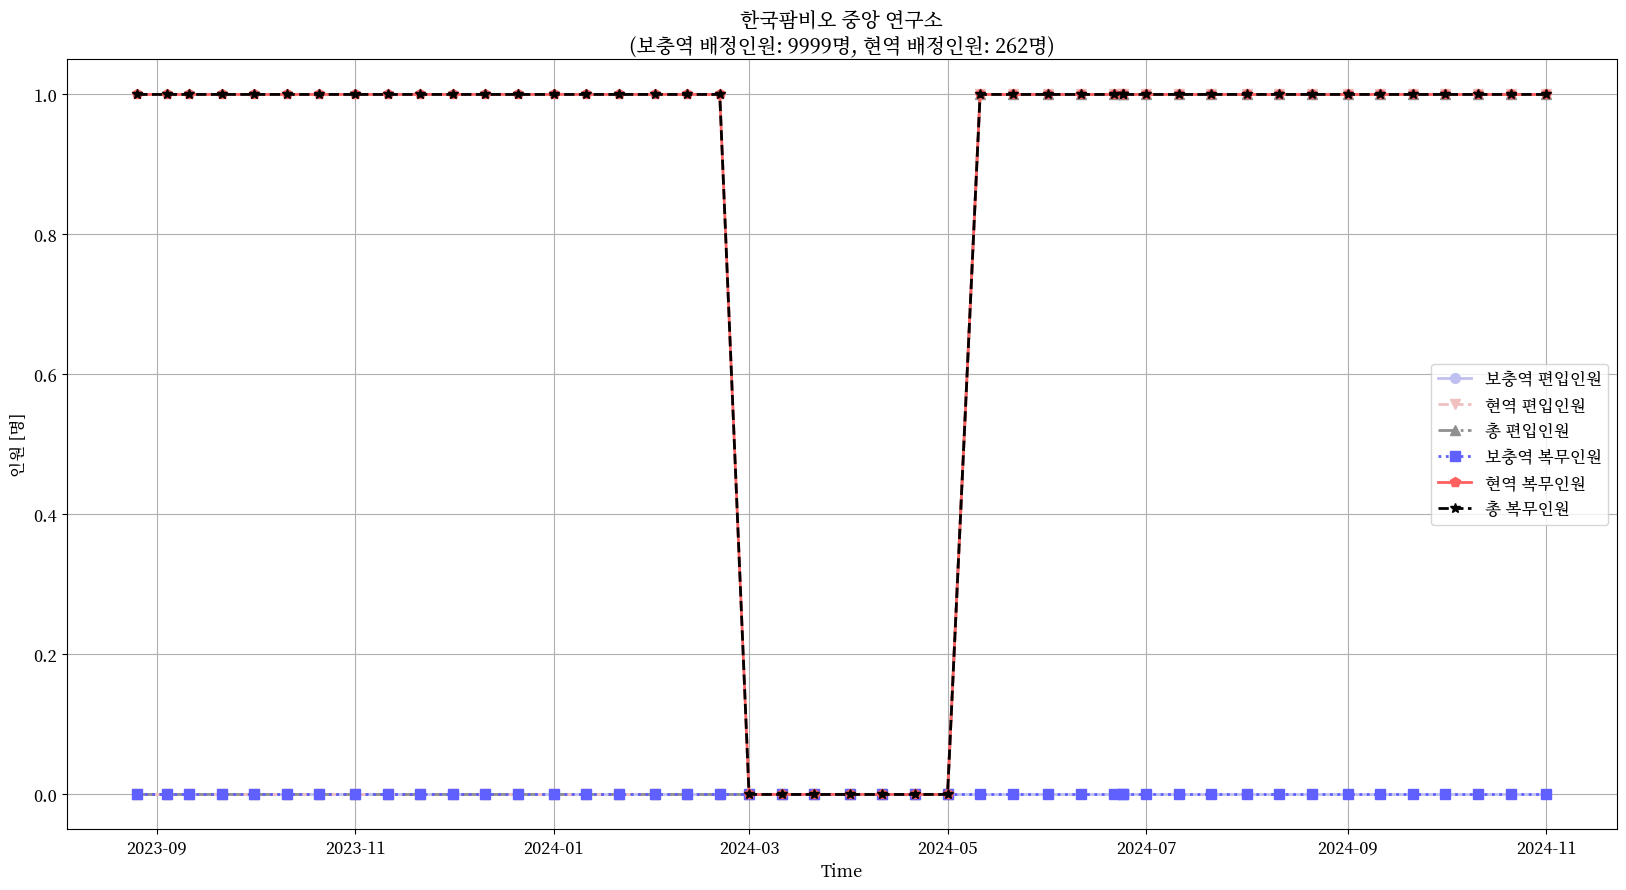 한국팜비오 중앙 연구소
(보충역 배정인원: 9999명, 현역 배정인원: 262명)
1.0
0.8
0.6
0.4
0.2
0.0
인원 [명]
보충역 편입인원
현역 편입인원
총 편입인원
보충역 복무인원
현역 복무인원
총 복무인원
2023-09
2023-11
2024-01
2024-03
2024-05
2024-07
2024-09
2024-11
Time